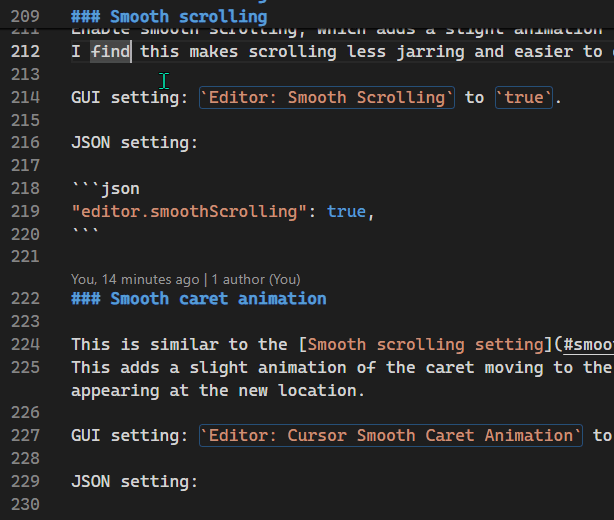 209 ### Smooth scrolling
211 Enable smooth scrolling, which adds a slight animation
212 I find this makes scrolling less jarring and easier to
213
214 GUI setting: `Editor: Smooth Scrolling` to `true`.
215
216 JSON setting:
217
218 ```json
219 "editor.smoothScrolling": true,
220 ```
221
You, 14 minutes ago | 1 author (You)
222 ### Smooth caret animation
223
224 This is similar to the [Smooth scrolling setting](#smoo
225 This adds a slight animation of the caret moving to the
appearing at the new location.
226
227 GUI setting: `Editor: Cursor Smooth Caret Animation` to
228
229 JSON setting:
230